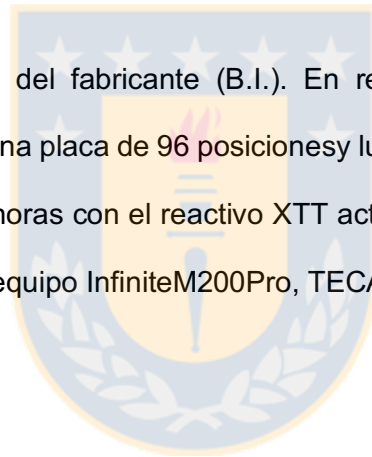 del fabricante (B.I.). En re
na placa de 96 posicionesy lu
horas con el reactivo XTT act
equipo InfiniteM200Pro, TECA